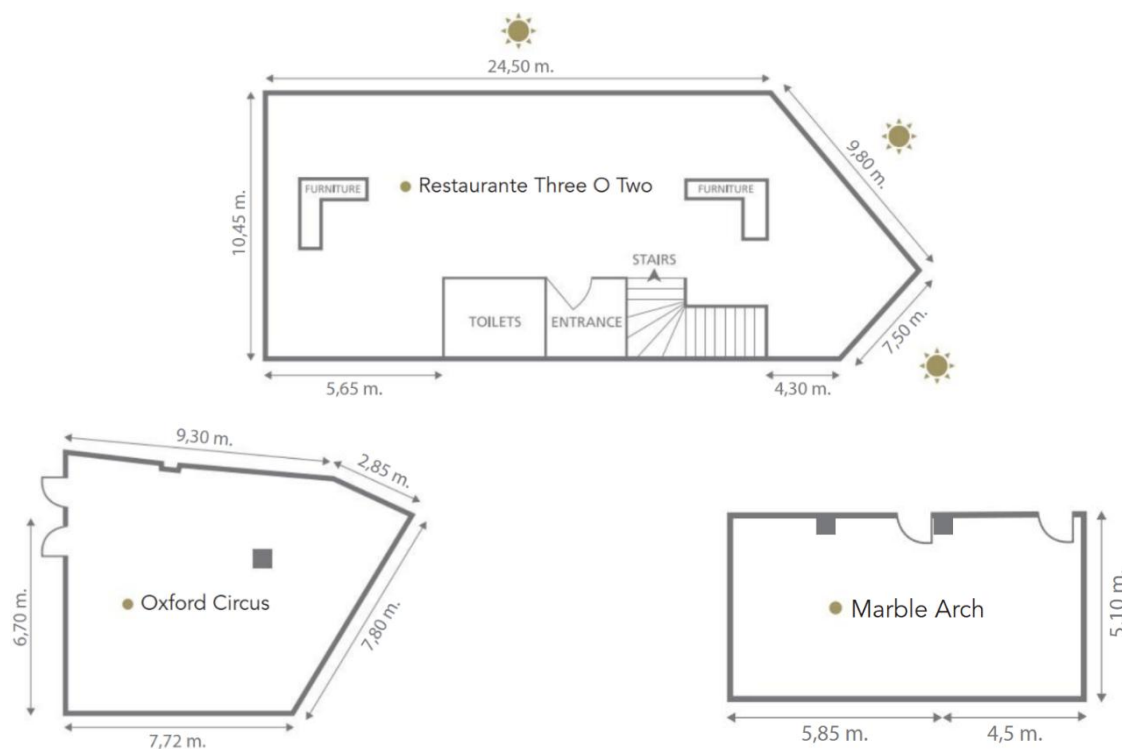 24,50 m.
9,80 m.
10,45 m.
FURNITURE
Restaurante Three O Two
FURNITURE
STAIRS
TOILETS
ENTRANCE
7,50 m.
5,65 m.
4,30 m.
9,30 m.
2,85 m.
6,70 m.
Oxford Circus
7,80 m.
7,72 m.
Marble Arch
5,10 m.
5,85 m.
4,5 m.